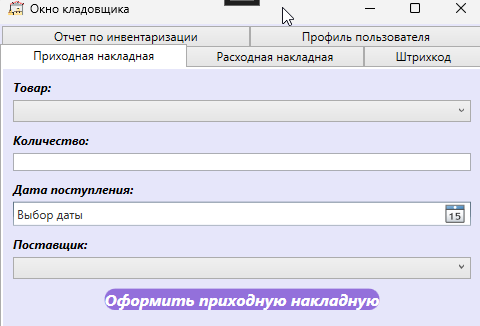 Окно кладовщика
Отчет по инвентаризации
Профиль пользователя
Приходная накладная
Расходная накладная
Штрихкод
Товар:
Количество:
Дата поступления:
Выбор даты
15
Поставщик:
Оформить приходную накладную